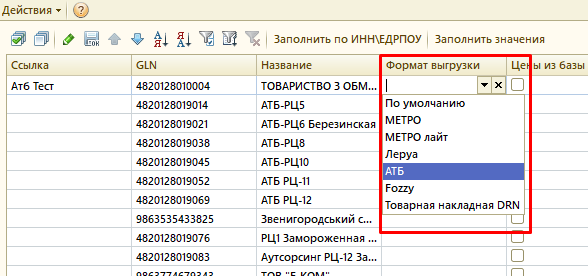 Действия
Заполнить по ИНН\ЕДРПОУ Заполнить значения
Ссылка GLN Название Формат выгрузки Цены из базы
Атб Тест 4820128010004 ТОВАРИСТВО З ОБМ...
4820128019014 АТБ-РЦ5 По умолчанию
4820128019021 АТБ-РЦ6 Березинская МЕТРО
4820128019038 АТБ-РЦ8 МЕТРО лайт
4820128019045 АТБ-РЦ10 Леруа
4820128019052 АТБ РЦ-11 АТБ
4820128019069 АТБ РЦ-12 Fozzy
9863535433825 Звенигородський с... Товарная накладная DRN
4820128019076 РЦ1 Замороженная ...
4820128019083 Аутсорсинг РЦ-12 За...
9863774679343 ТОВ "Е-КОМ"